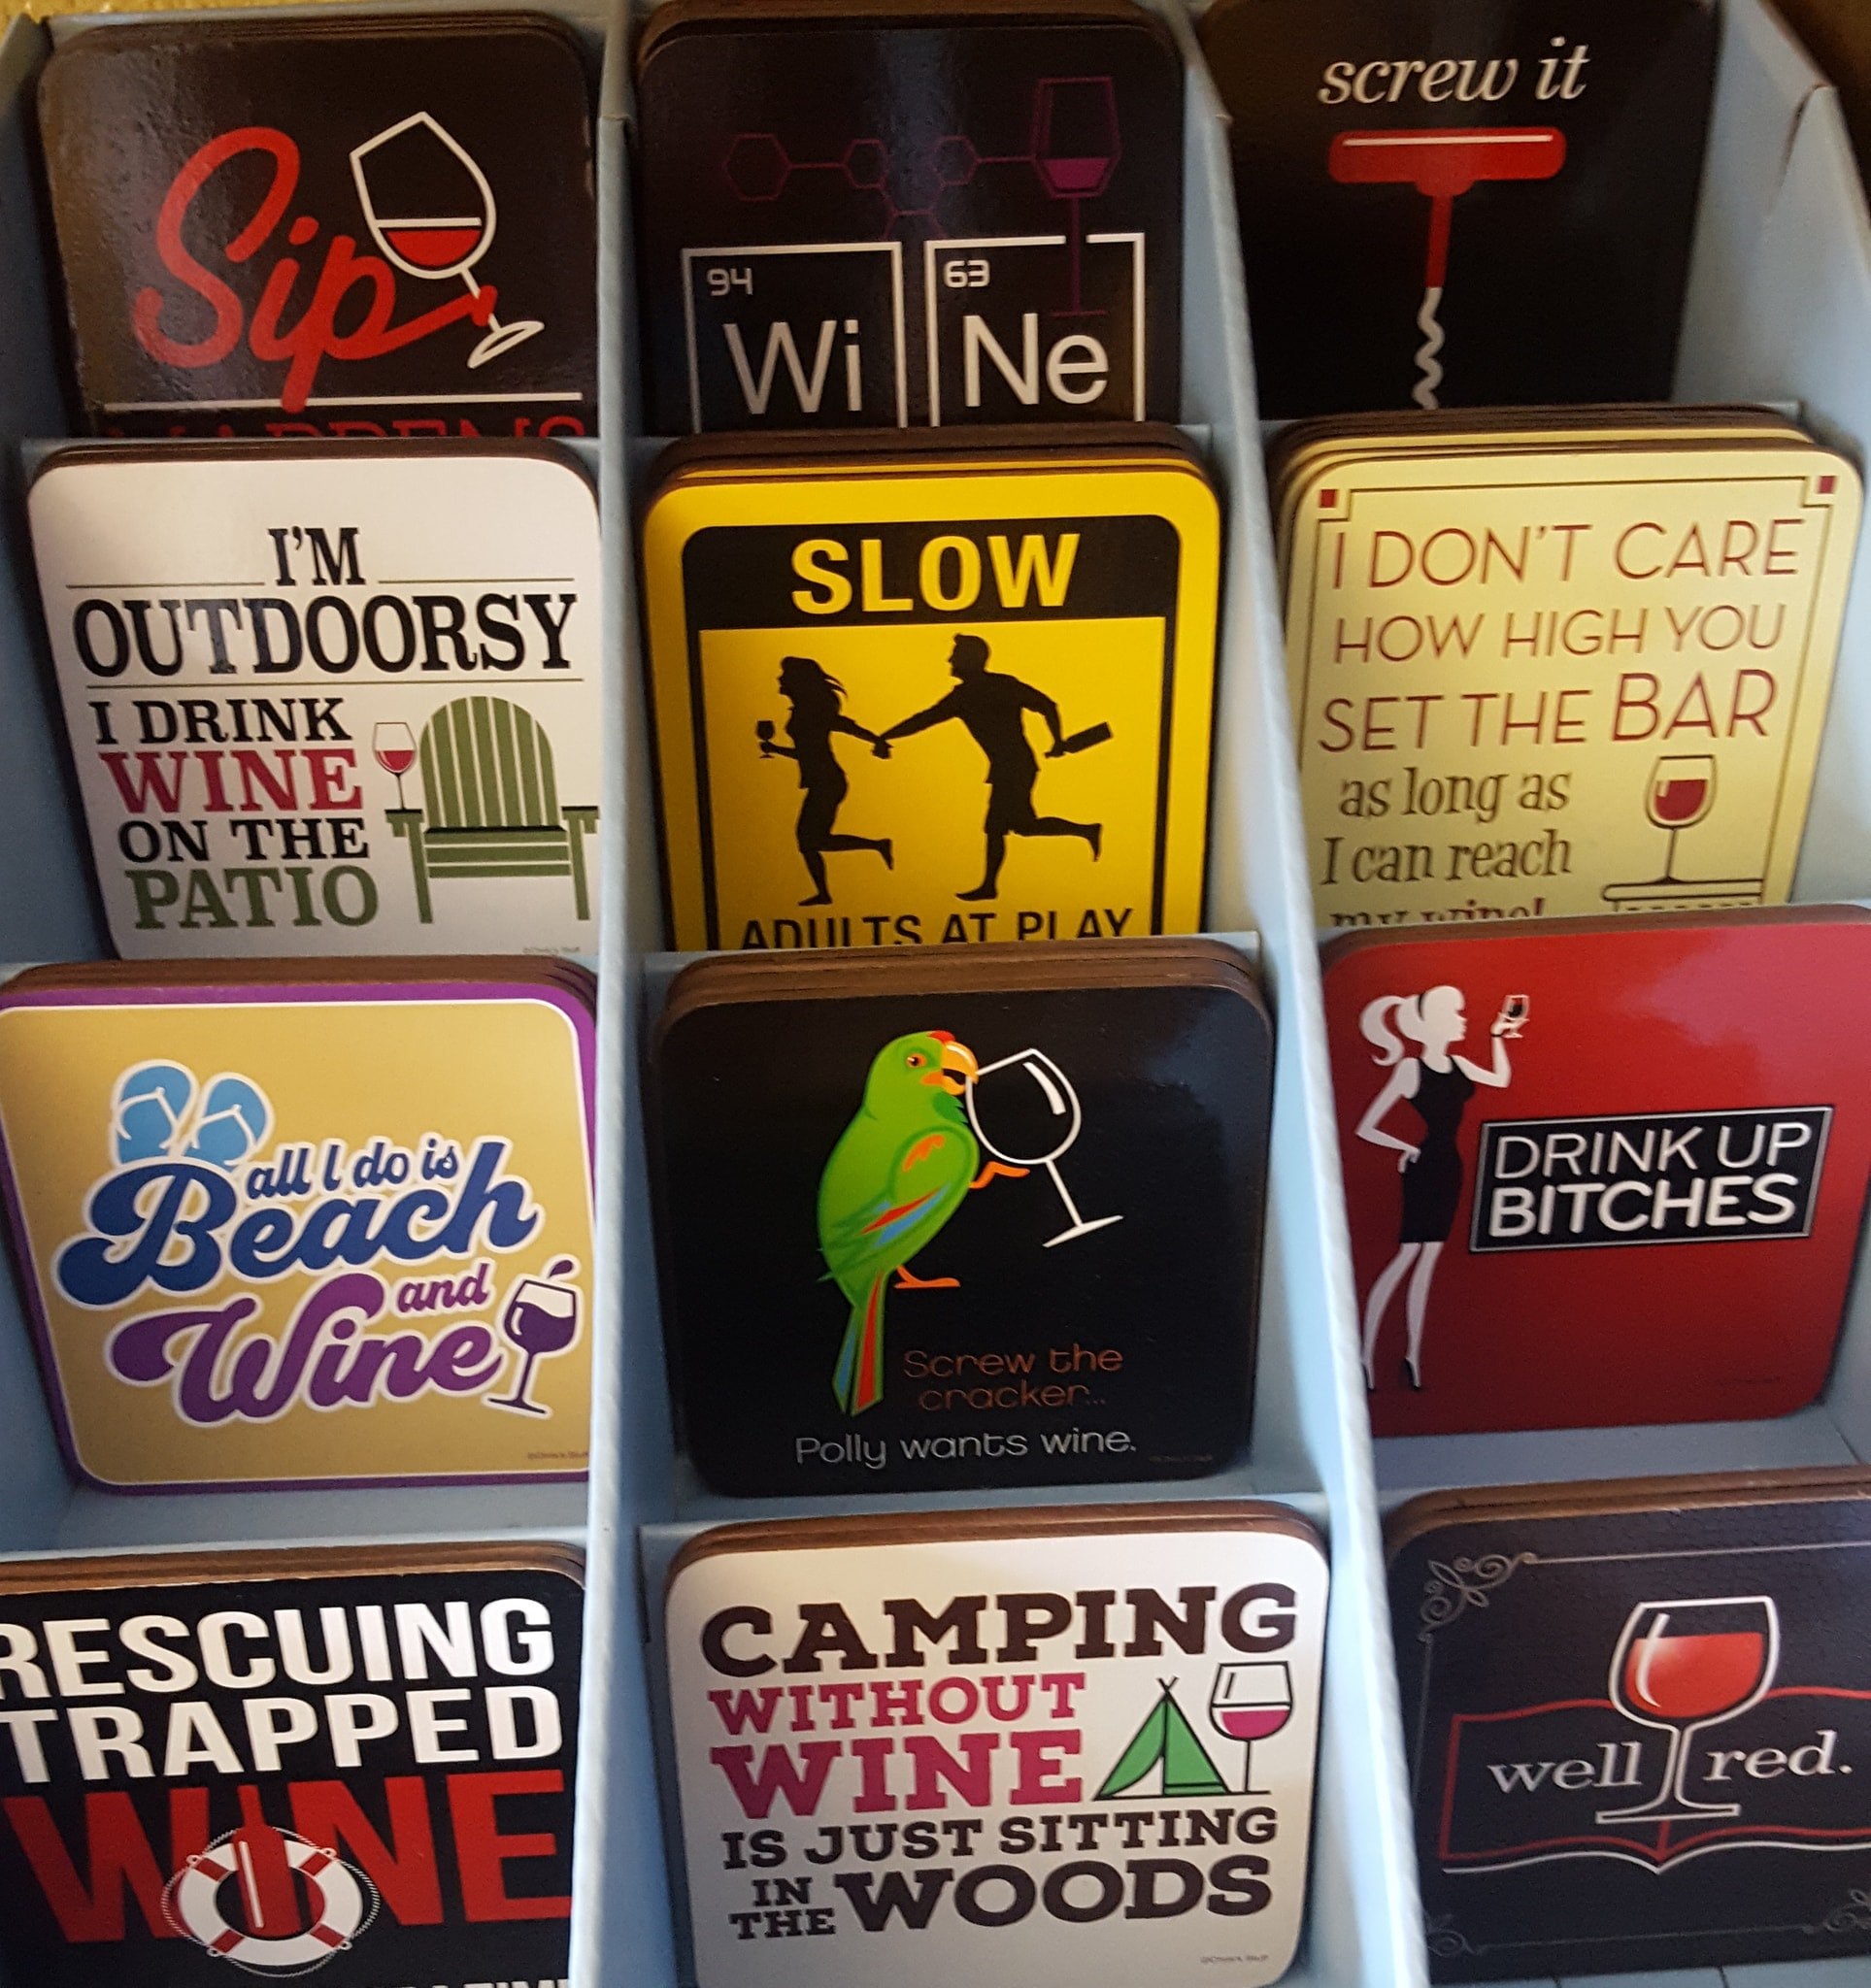 Sip
HAPPENS
94
Wi
63
Ne
screw it
I'M
OUTDOORSY
I DRINK
WINE
ON THE
PATIO
SLOW
ADULTS AT PLAY
I DON'T CARE
HOW HIGH YOU
SET THE BAR
as long as
I can reach
my wine!
all I do is
Beach
and
Wine
Screw the
cracker...
Polly wants wine.
DRINK UP
BITCHES
RESCUING
TRAPPED
WINE
CAMPING
WITHOUT
WINE
IS JUST SITTING
IN
THE WOODS
well red.